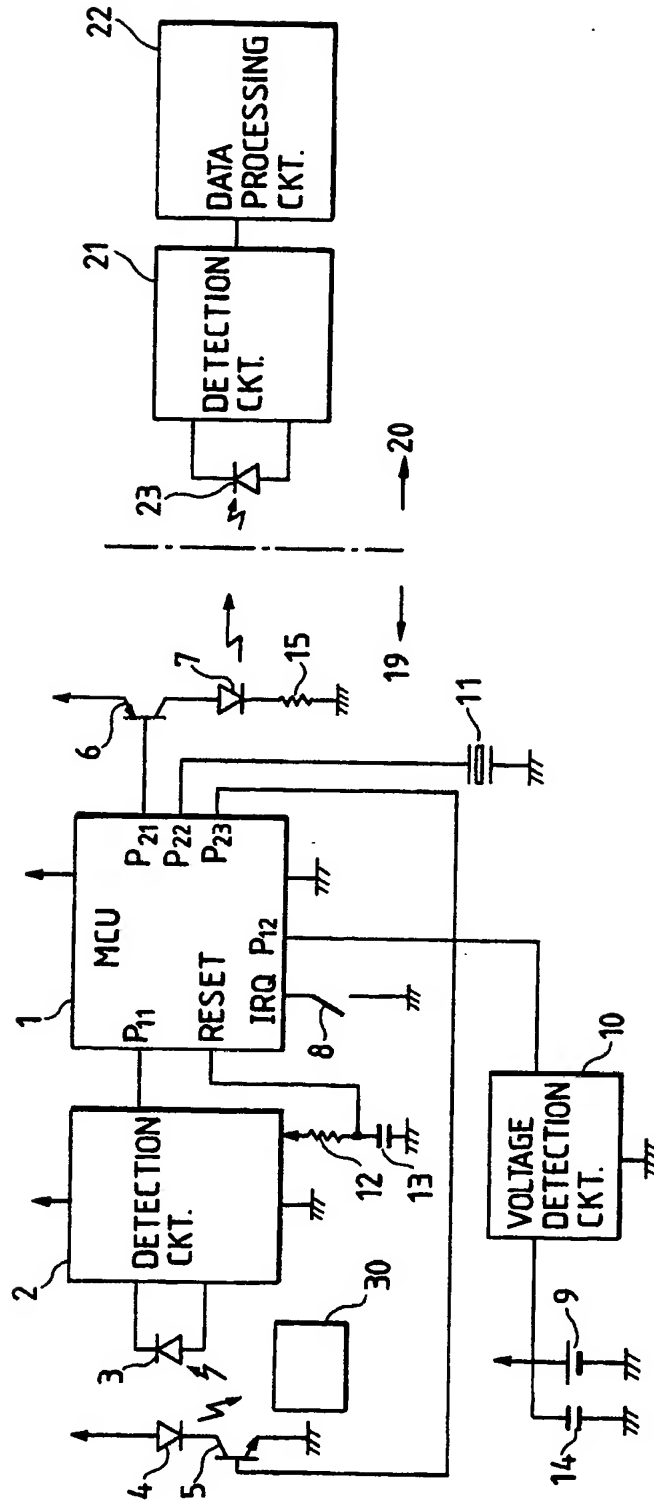 22
DATA
PROCESSING
CKT.
21
DETECTION
CKT.
23
20
19
7
15
6
11
P21
P22
P23
MCU
1
P11
RESET
IRQ
P12
8
10
VOLTAGE
DETECTION
CKT.
2
DETECTION
CKT.
12
13
3
30
4
5
9
14